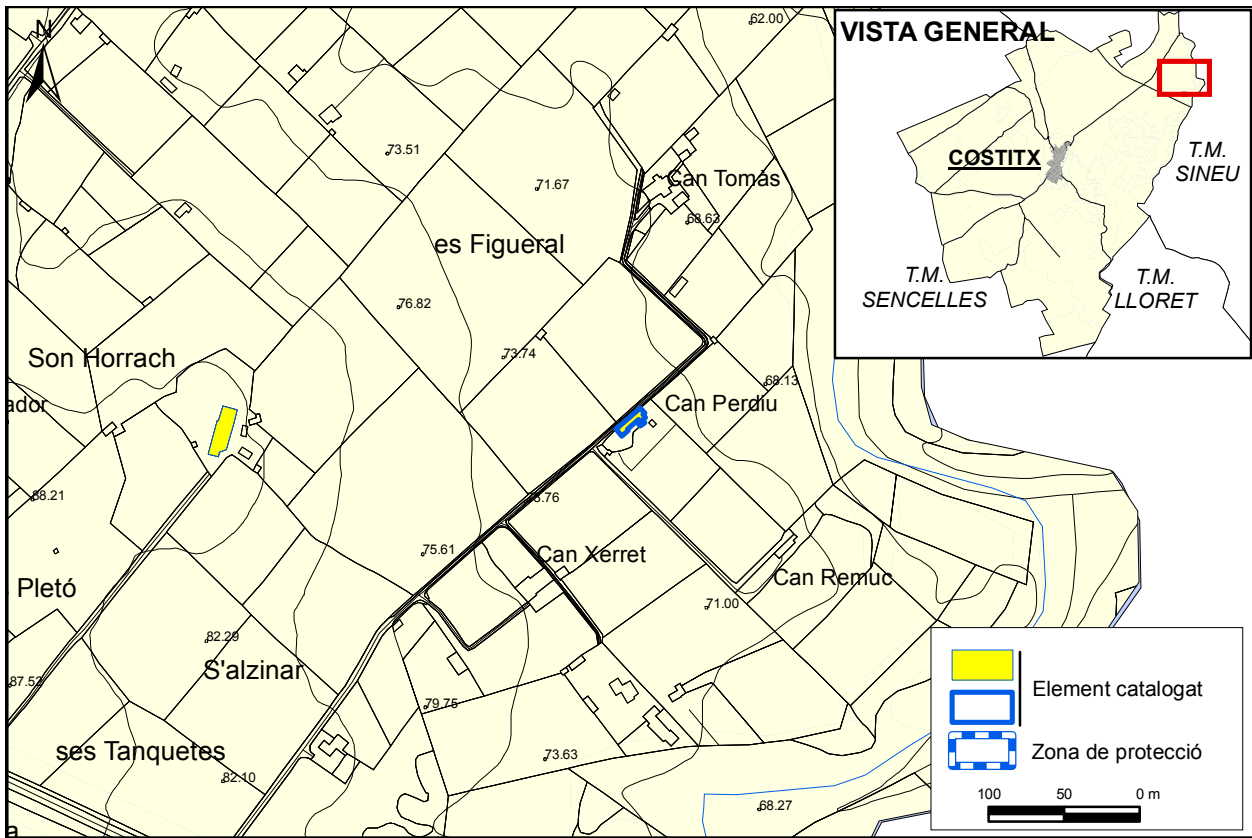 N
62.00
VISTA GENERAL
COSTITX
T.M.
SINEU
T.M.
SENCELLES
T.M.
LLORET
73.51
71.67
Can Tomás
68.63
es Figueral
76.82
73.74
Son Horrach
68.13
ador
Can Perdiu
88.21
75.61
Can Xerret
Can Remuc
Pletó
71.00
82.29
S'alzinar
87.52
79.75
ses Tanquetes
73.63
82.10
68.27
a
Element catalogat
Zona de protecció
100 50 0 m